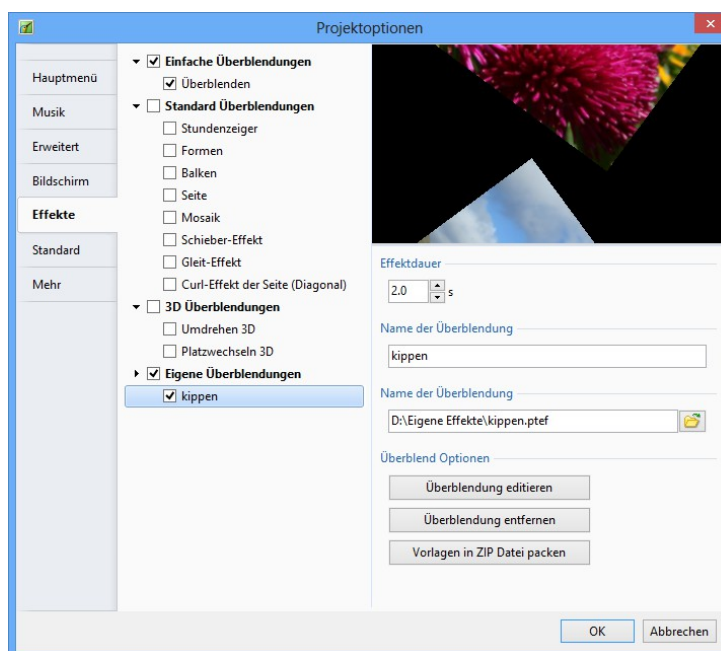 Projektoptionen
Hauptmenü
Musik
Erweitert
Bildschirm
Effekte
Standard
Mehr
Einfache Überblendungen
Überblenden
Standard Überblendungen
Stundenzeiger
Formen
Balken
Seite
Mosaik
Schieber-Effekt
Gleit-Effekt
Curl-Effekt der Seite (Diagonal)
3D Überblendungen
Umdrehen 3D
Platzwechseln 3D
Eigene Überblendungen
kippen
Effektdauer
2.0 s
Name der Überblendung
kippen
Name der Überblendung
D:\Eigene Effekte\kippen.ptef
Überblend Optionen
Überblendung editieren
Überblendung entfernen
Vorlagen in ZIP Datei packen
OK
Abbrechen